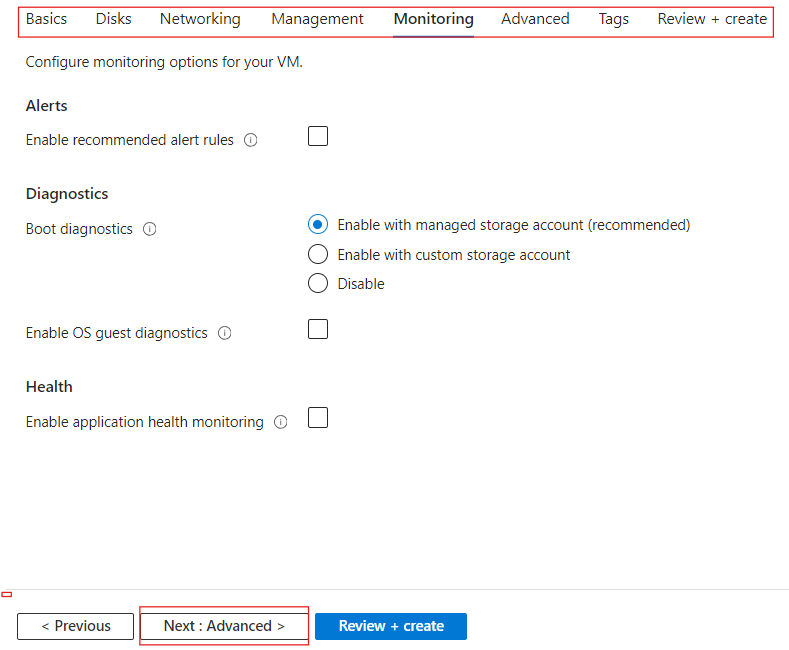 Basics Disks Networking Management Monitoring Advanced Tags Review + create
Configure monitoring options for your VM.
Alerts
Enable recommended alert rules
Diagnostics
Boot diagnostics
Enable with managed storage account (recommended)
Enable with custom storage account
Disable
Enable OS guest diagnostics
Health
Enable application health monitoring
< Previous
Next : Advanced >
Review + create